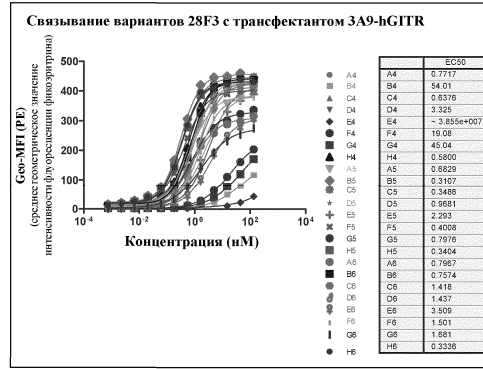 Связывание вариантов 28F3 с трансфектантом 3A9-hGITR
Geo-MFI (PE)
(среднее геометрическое значение
интенсивности флуоресценции фикоэритрина)
500
400
300
200
100
0
10-4
10-2
100
102
104
Концентрация (нМ)
A4
B4
C4
D4
E4
F4
G4
H4
A5
B5
C5
D5
E5
F5
G5
H5
A6
B6
C6
D6
E6
F6
G6
H6
EC50
A4 0.7717
B4 54.01
C4 0.6376
D4 3.325
E4 ~ 3.855e+007
F4 19.08
G4 45.04
H4 0.5800
A5 0.6829
B5 0.3107
C5 0.3486
D5 0.9681
E5 2.293
F5 0.4008
G5 0.7976
H5 0.3404
A6 0.7967
B6 0.7574
C6 1.418
D6 1.437
E6 3.509
F6 1.501
G6 1.681
H6 0.3336